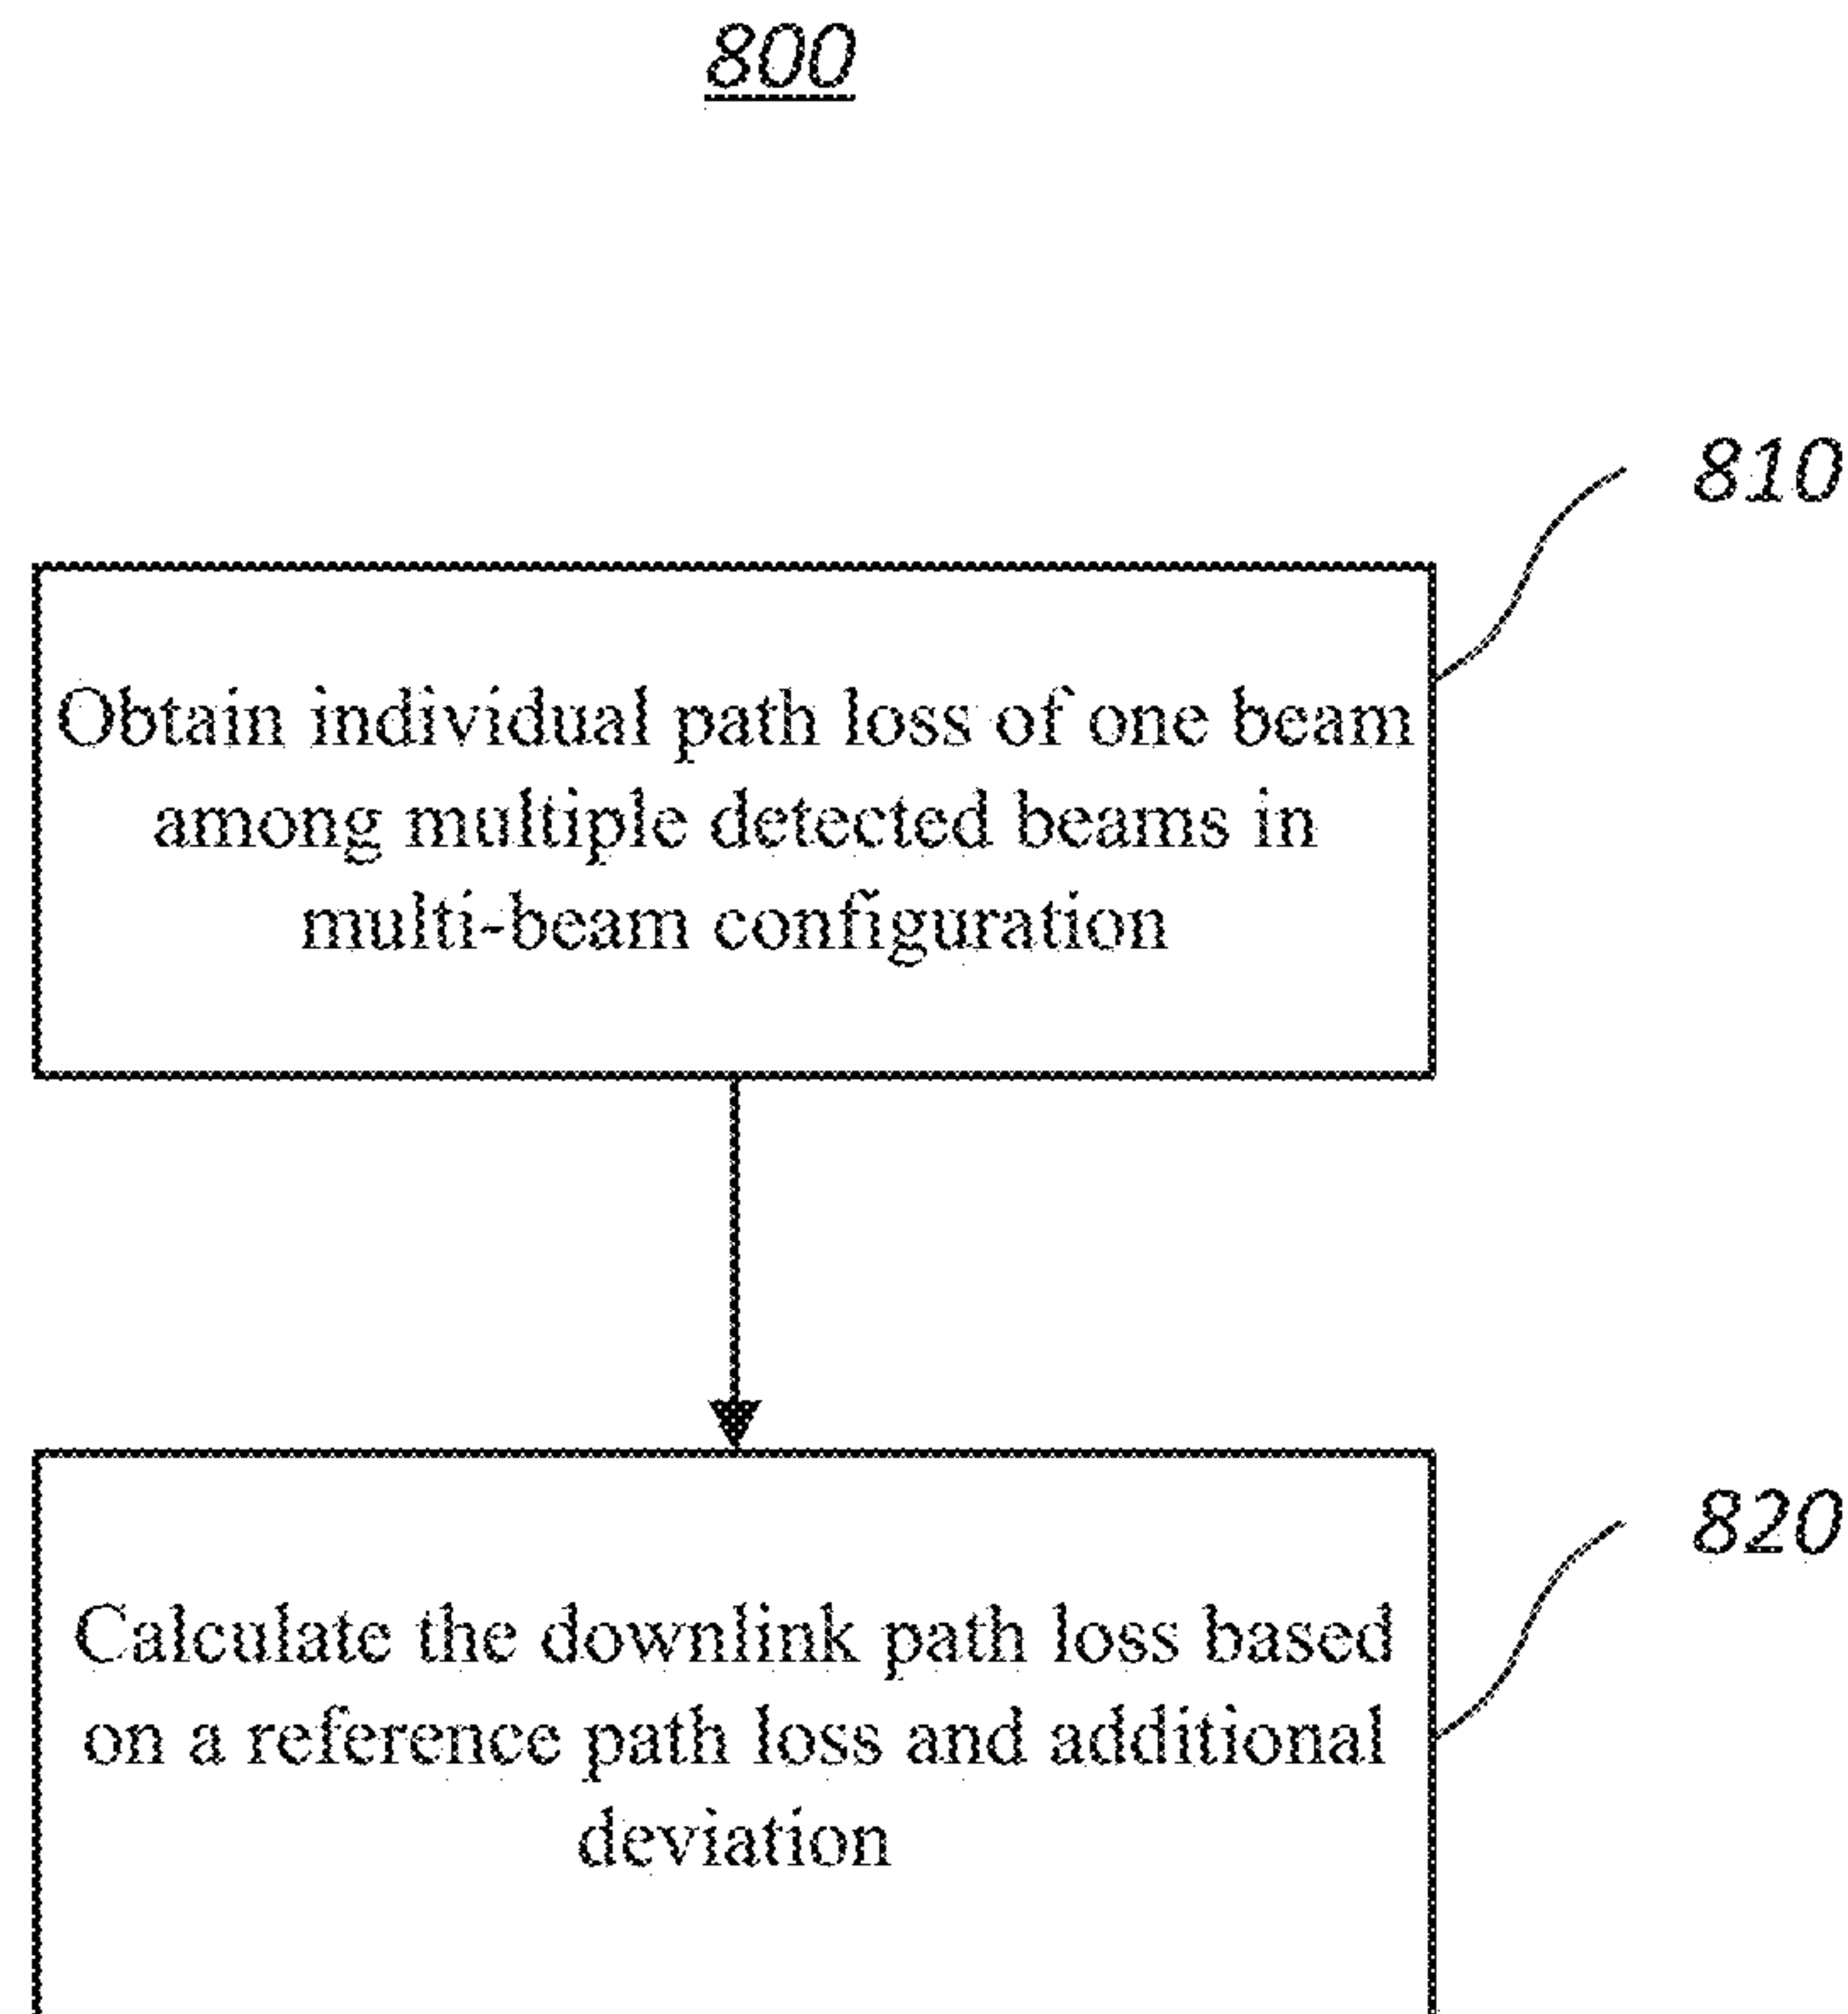 800
810
Obtain individual path loss of one beam
among multiple detected beams in
multi-beam configuration
820
Calculate the downlink path loss based
on a reference path loss and additional
deviation